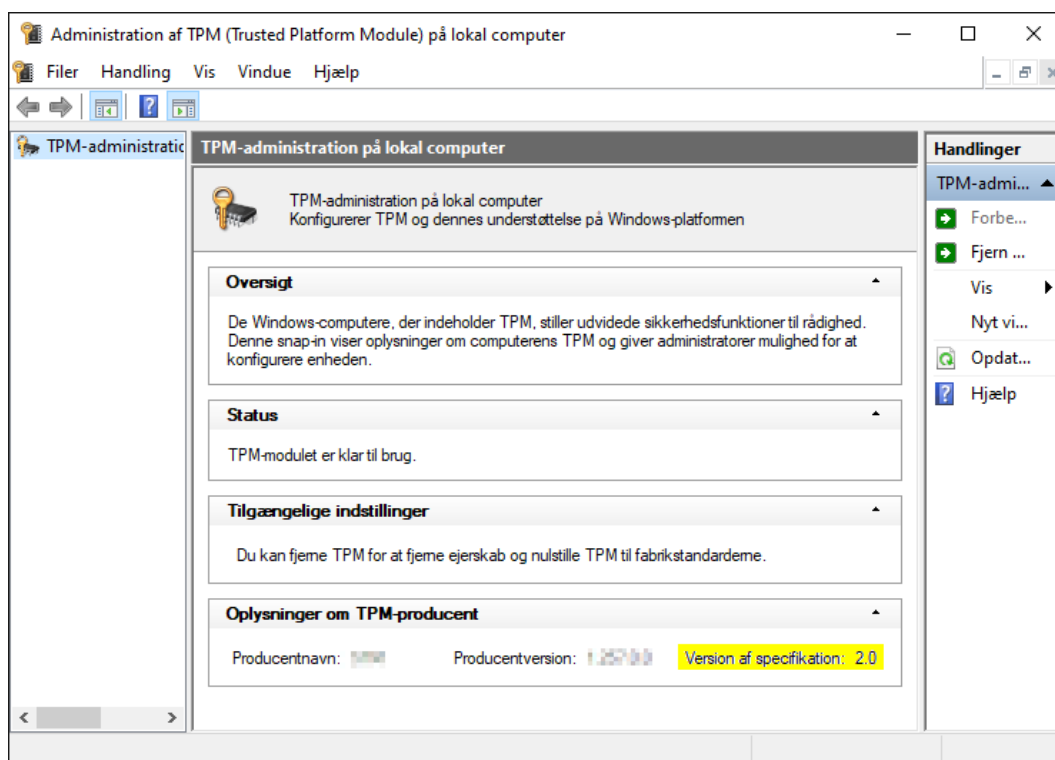 Administration af TPM (Trusted Platform Module) på lokal computer
Filer Handling Vis Vindue Hjælp
TPM-administratic
TPM-administration på lokal computer
TPM-administration på lokal computer
Konfigurerer TPM og dennes understøttelse på Windows-platformen
Oversigt
De Windows-computere, der indeholder TPM, stiller udvidede sikkerhedsfunktioner til rådighed.
Denne snap-in viser oplysninger om computerens TPM og giver administratorer mulighed for at
konfigurere enheden.
Status
TPM-modulet er klar til brug.
Tilgængelige indstillinger
Du kan fjerne TPM for at fjerne ejerskab og nulstille TPM til fabrikstandarderne.
Oplysninger om TPM-producent
Producentnavn:
Producentversion:
Version af specifikation: 2.0
Handlinger
TPM-admi...
Forbe...
Fjern ...
Vis
Nyt vi...
Opdat...
Hjælp